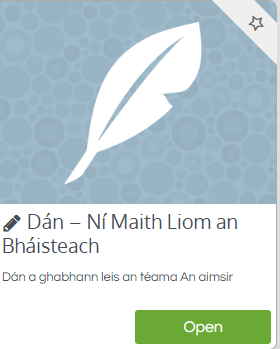 Dán – Ní Maith Liom an
Bháisteach
Dán a ghabhann leis an téama An aimsir
Open